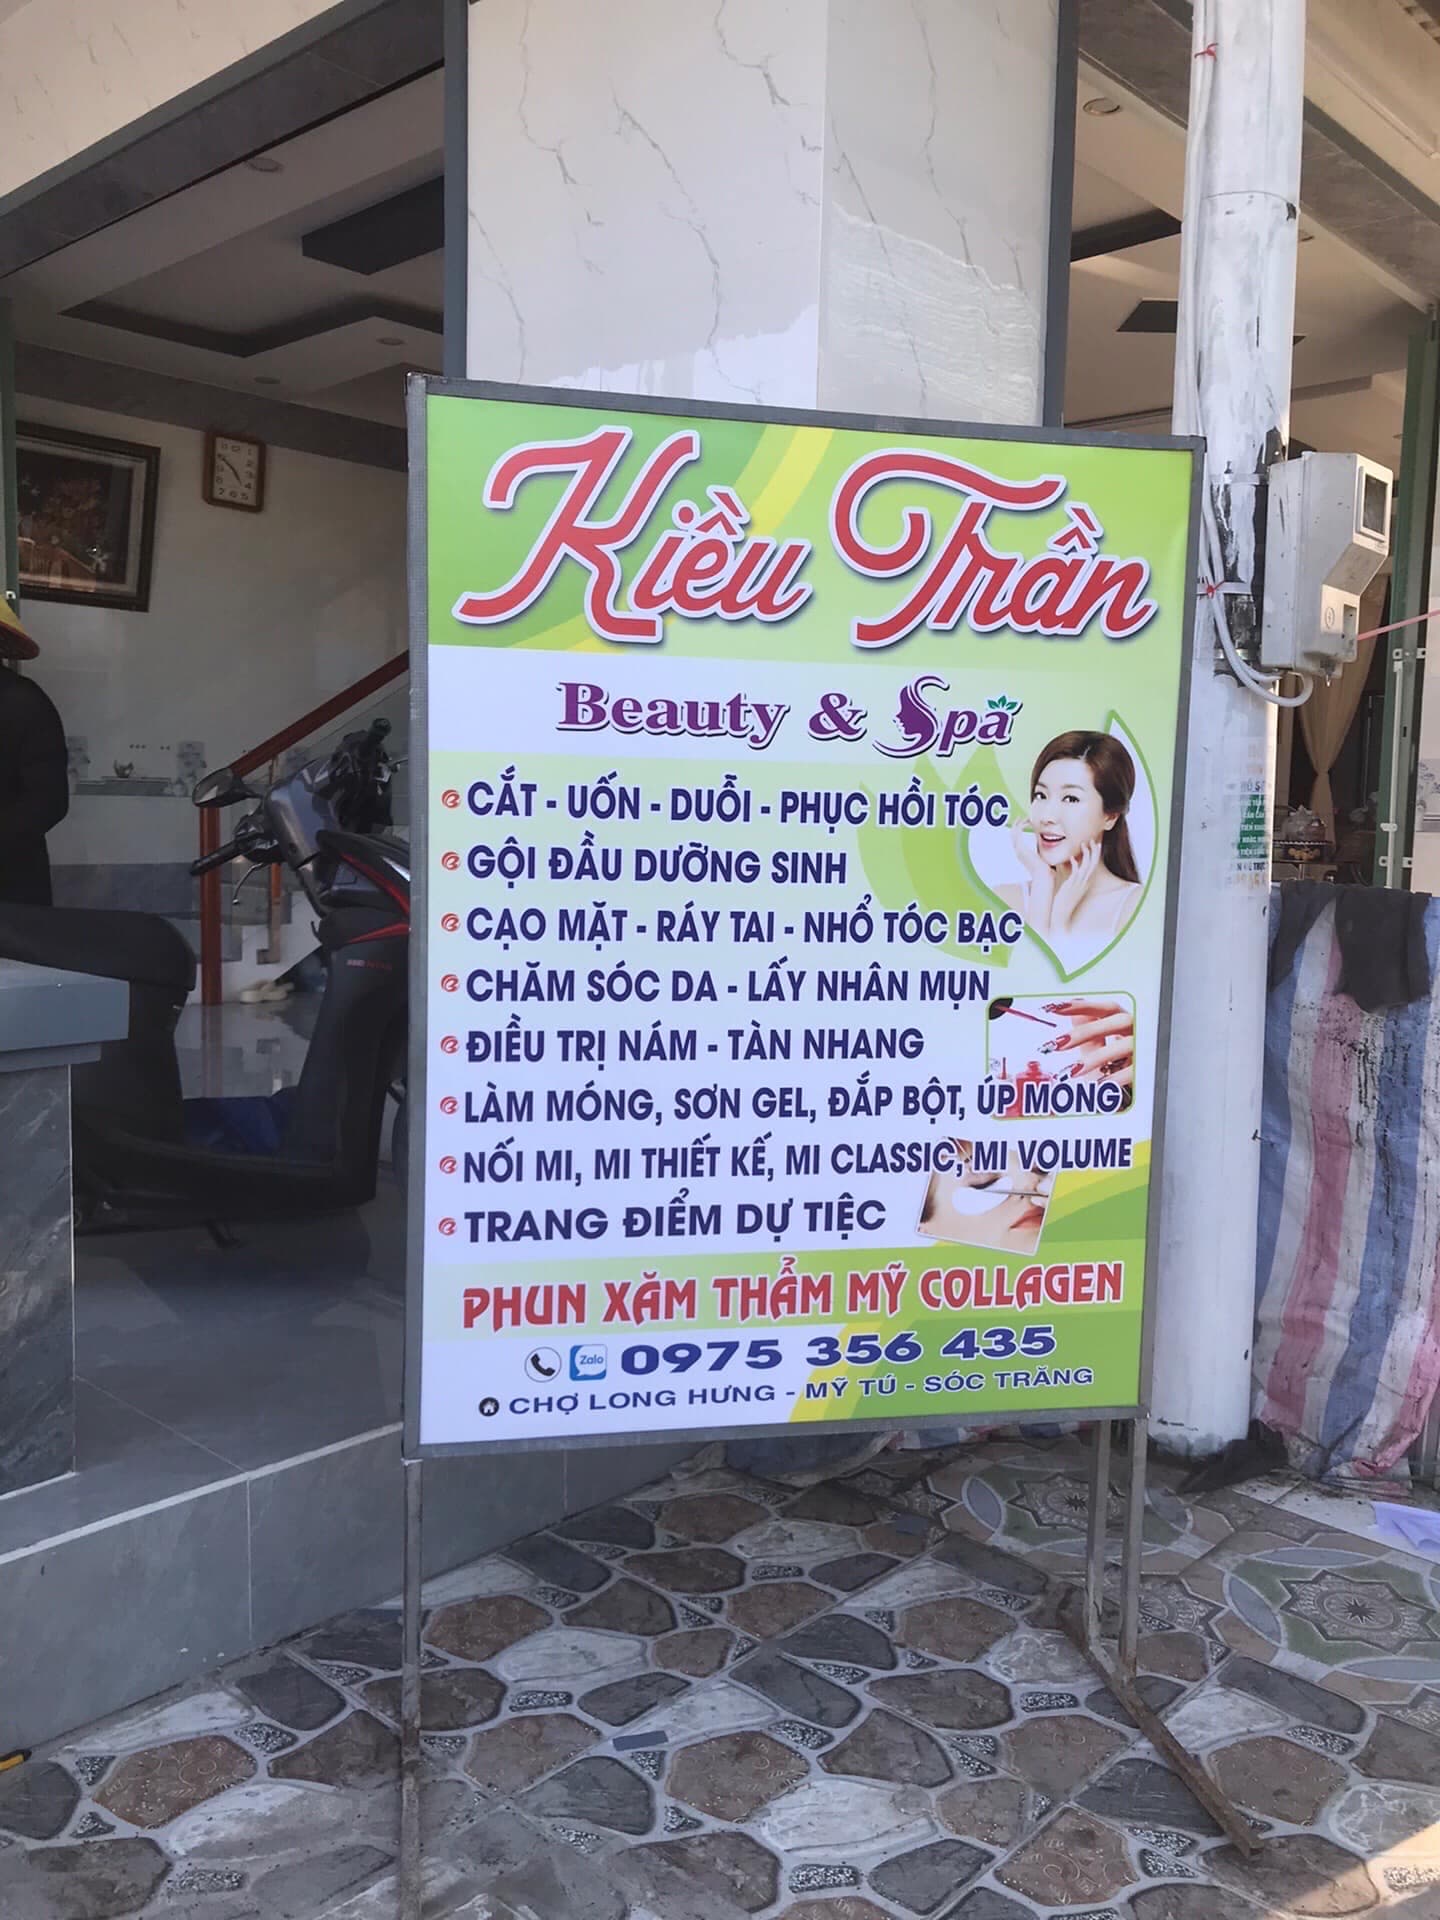 Kiều Trần
Beauty & Spa
CẮT - UỐN - DUỖI - PHỤC HỒI TÓC
GỘI ĐẦU DƯỠNG SINH
CẠO MẶT - RÁY TAI - NHỔ TÓC BẠC
CHĂM SÓC DA - LẤY NHÂN MỤN
ĐIỀU TRỊ NÁM - TÀN NHANG
LÀM MÓNG, SƠN GEL, ĐẮP BỘT, ÚP MÓNG
NỐI MI, MI THIẾT KẾ, MI CLASSIC, MI VOLUME
TRANG ĐIỂM DỰ TIỆC
PHUN XĂM THẨM MỸ COLLAGEN
Zalo 0975 356 435
CHỢ LONG HƯNG - MỸ TÚ - SÓC TRĂNG